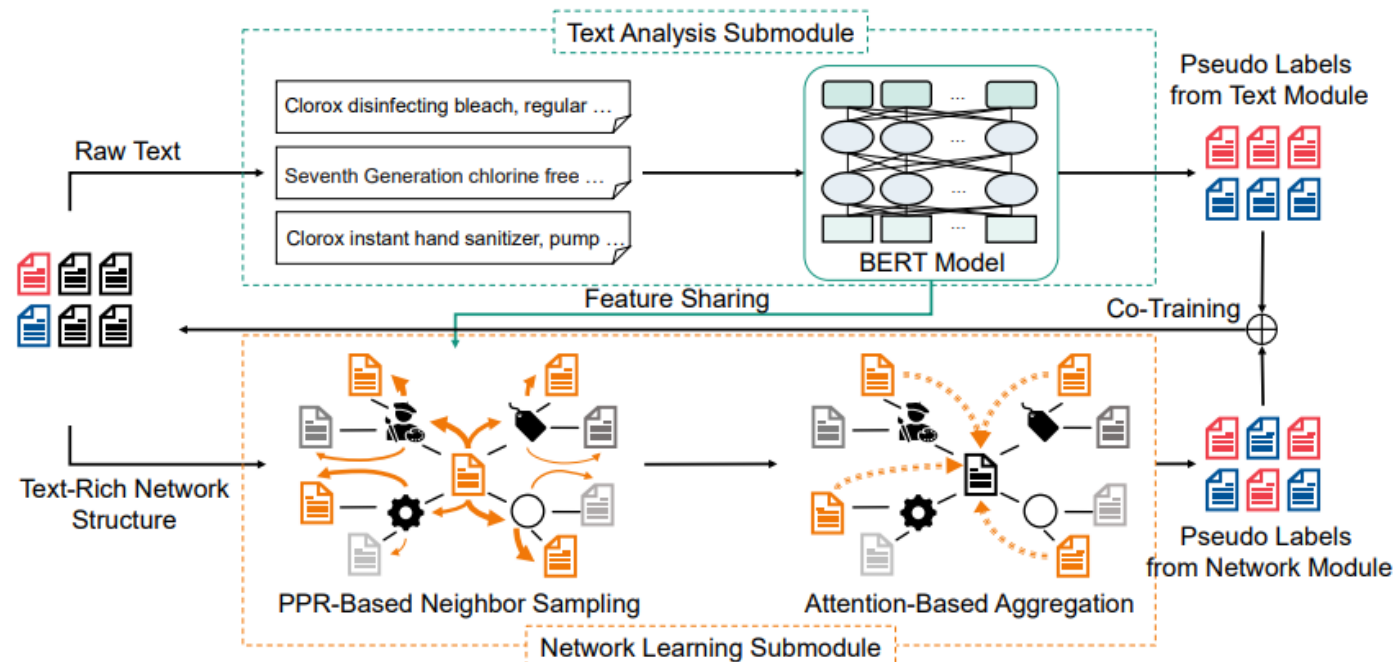 Text Analysis Submodule
Pseudo Labels
from Text Module
Clorox disinfecting bleach, regular ...
Raw Text
Seventh Generation chlorine free ...
Clorox instant hand sanitizer, pump ...
...
...
...
...
BERT Model
Feature Sharing
Co-Training
Text-Rich Network
Structure
PPR-Based Neighbor Sampling
Attention-Based Aggregation
Pseudo Labels
from Network Module
Network Learning Submodule